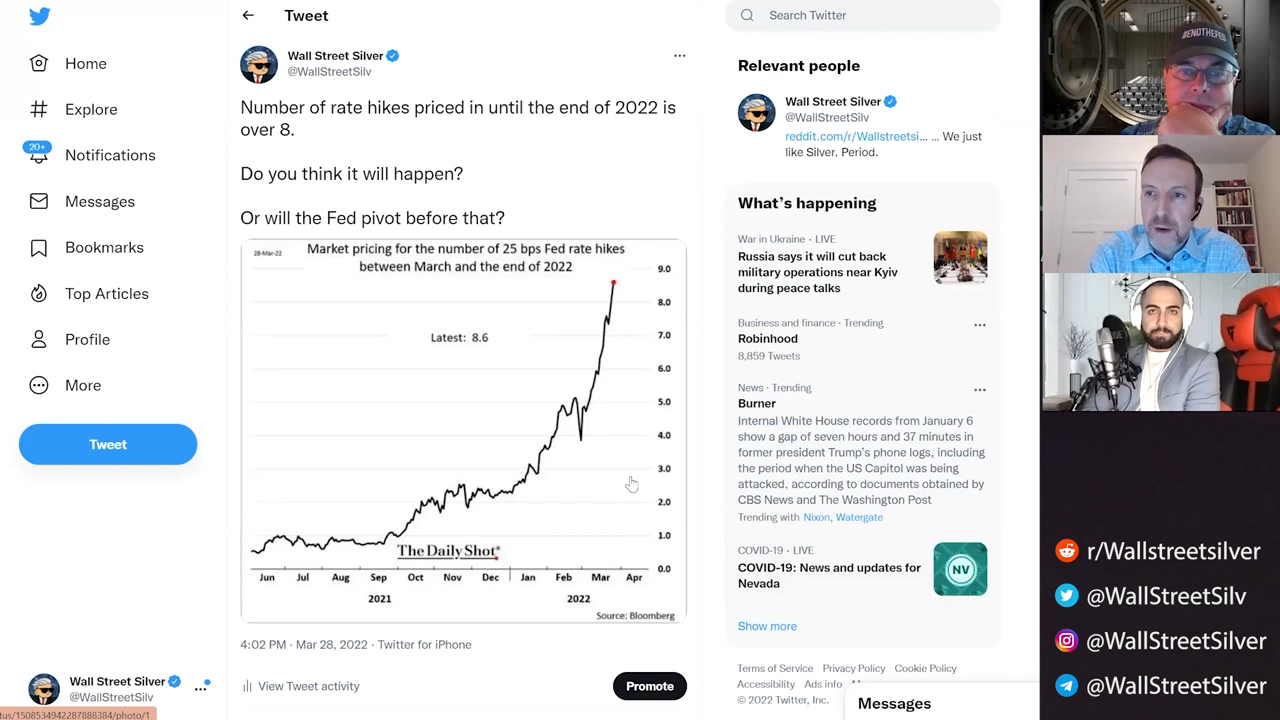 Home
Explore
20+
Notifications
Messages
Bookmarks
Top Articles
Profile
More
Tweet
Wall Street Silver
@WallStreetSilv
tus/1508534942287888384/photo/1
Tweet
Wall Street Silver
@WallStreetSilv
Number of rate hikes priced in until the end of 2022 is
over 8.
Do you think it will happen?
Or will the Fed pivot before that?
28-Mar-22
Market pricing for the number of 25 bps Fed rate hikes
between March and the end of 2022
9.0
8.0
Latest: 8.6
7.0
6.0
5.0
4.0
3.0
2.0
1.0
The Daily Shot
0.0
Jun Jul Aug Sep Oct Nov Dec Jan Feb Mar Apr
2021 2022
Source: Bloomberg
4:02 PM · Mar 28, 2022 · Twitter for iPhone
View Tweet activity
Promote
Search Twitter
Relevant people
Wall Street Silver
@WallStreetSilv
reddit.com/r/Wallstreetsi... ... We just
like Silver. Period.
What's happening
War in Ukraine · LIVE
Russia says it will cut back
military operations near Kyiv
during peace talks
Business and finance · Trending
Robinhood
8,859 Tweets
News · Trending
Burner
Internal White House records from January 6
show a gap of seven hours and 37 minutes in
former president Trump's phone logs, including
the period when the US Capitol was being
attacked, according to documents obtained by
CBS News and The Washington Post
Trending with Nixon, Watergate
COVID-19 · LIVE
COVID-19: News and updates for
Nevada
NV
Show more
Terms of Service Privacy Policy Cookie Policy
Accessibility Ads info
© 2022 Twitter, Inc.
Messages
#ENDTHEFED
r/Wallstreetsilver
@WallStreetSilv
@WallStreetSilver
@WallStreetSilver